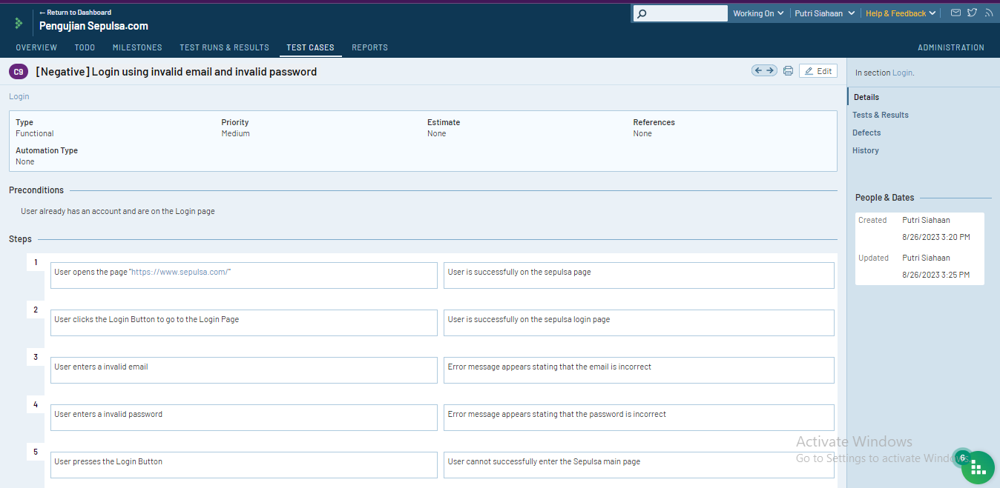 ← Return to Dashboard
Pengujian Sepulsa.com
Working On
Putri Siahaan
Help & Feedback
OVERVIEW TODO MILESTONES TEST RUNS & RESULTS TEST CASES REPORTS ADMINISTRATION
C9 [Negative] Login using invalid email and invalid password
Edit
In section Login.
Login
Details
Tests & Results
Defects
History
Type Priority Estimate References
Functional Medium None None
Automation Type
None
Preconditions
User already has an account and are on the Login page
People & Dates
Created Putri Siahaan
8/26/2023 3:20 PM
Updated Putri Siahaan
8/26/2023 3:25 PM
Steps
1
User opens the page "https://www.sepulsa.com/" User is successfully on the sepulsa page
2
User clicks the Login Button to go to the Login Page User is successfully on the sepulsa login page
3
User enters a invalid email Error message appears stating that the email is incorrect
4
User enters a invalid password Error message appears stating that the password is incorrect
5
User presses the Login Button User cannot successfully enter the Sepulsa main page
Activate Windows
Go to Settings to activate Windows.
6